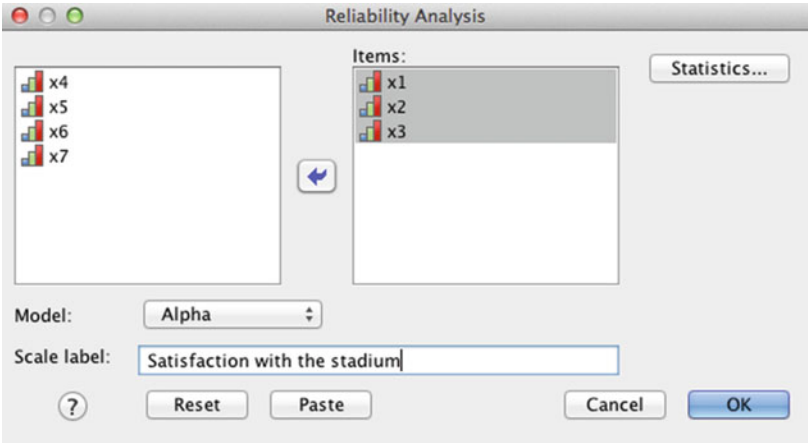 Reliability Analysis
Items:
Statistics...
x4
x5
x6
x7
x1
x2
x3
Model:
Alpha
Scale label:
Satisfaction with the stadium
?
Reset
Paste
Cancel
OK